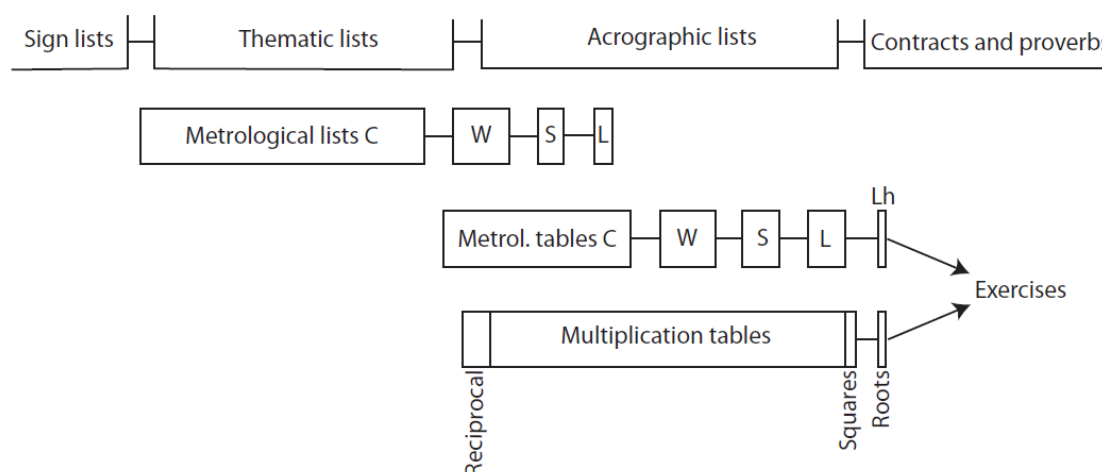 Sign lists
Thematic lists
Acrographic lists
Contracts and proverbs
Metrological lists C
W
S
L
Lh
Metrol. tables C
W
S
L
Exercises
Multiplication tables
Reciprocal
Squares
Roots